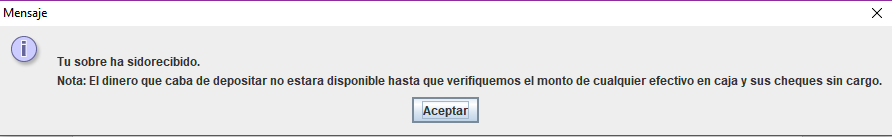 Mensaje
Tu sobre ha sidorecibido.
Nota: El dinero que caba de depositar no estara disponible hasta que verifiquemos el monto de cualquier efectivo en caja y sus cheques sin cargo.
Aceptar